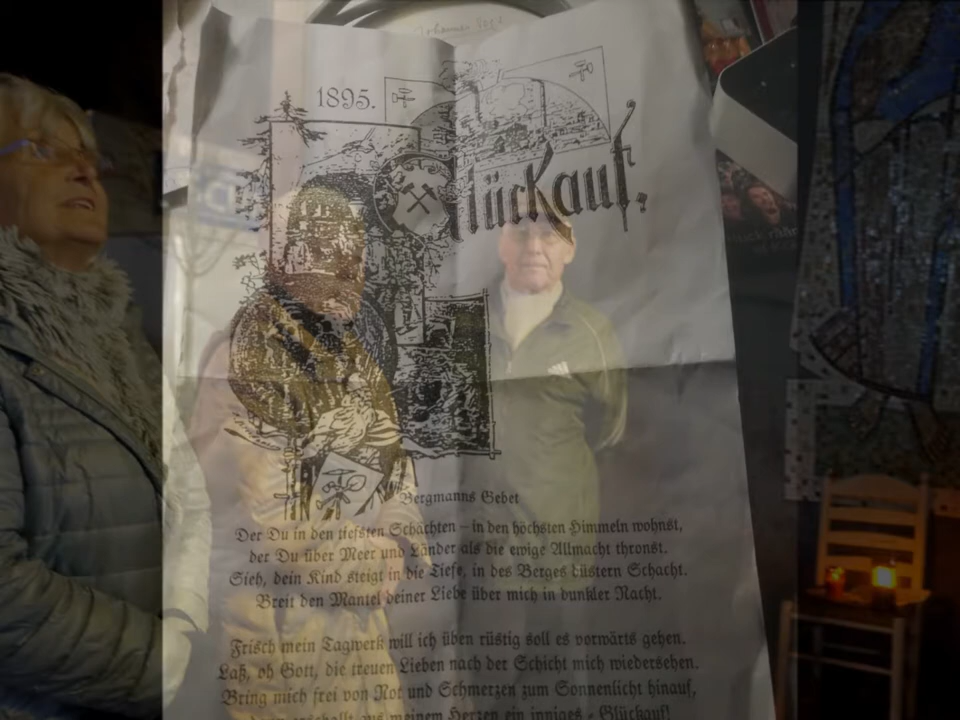 1895.
Glückauf,
Bergmanns Gebet
Der Du in den tiefsten Schächten – in den höchsten Himmeln wohnst,
der Du über Meer und Länder als die ewige Allmacht thronst.
Sieh, dein Kind steigt in die Tiefe, in des Berges düstern Schacht.
Breit den Mantel deiner Liebe über mich in dunkler Nacht.
Frisch mein Tagwerk will ich üben rüstig soll es vorwärts gehen.
Laß, oh Gott, die treuen Lieben nach der Schicht mich wiedersehen.
Bring mich frei von Not und Schmerzen zum Sonnenlicht hinauf,
aus meinem Herzen ein inniges - Glückauf!